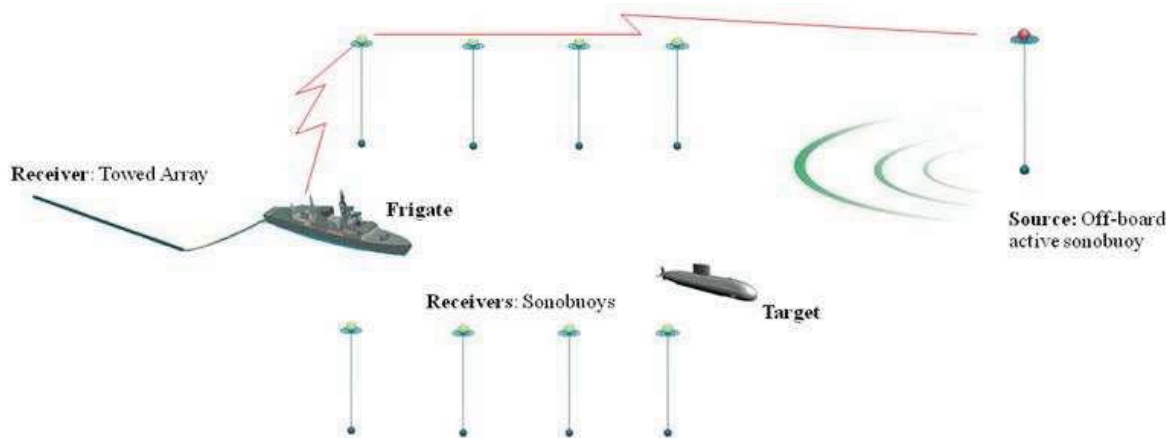 Receiver: Towed Array
Frigate
Source: Off-board
active sonobuoy
Receivers: Sonobuoys
Target